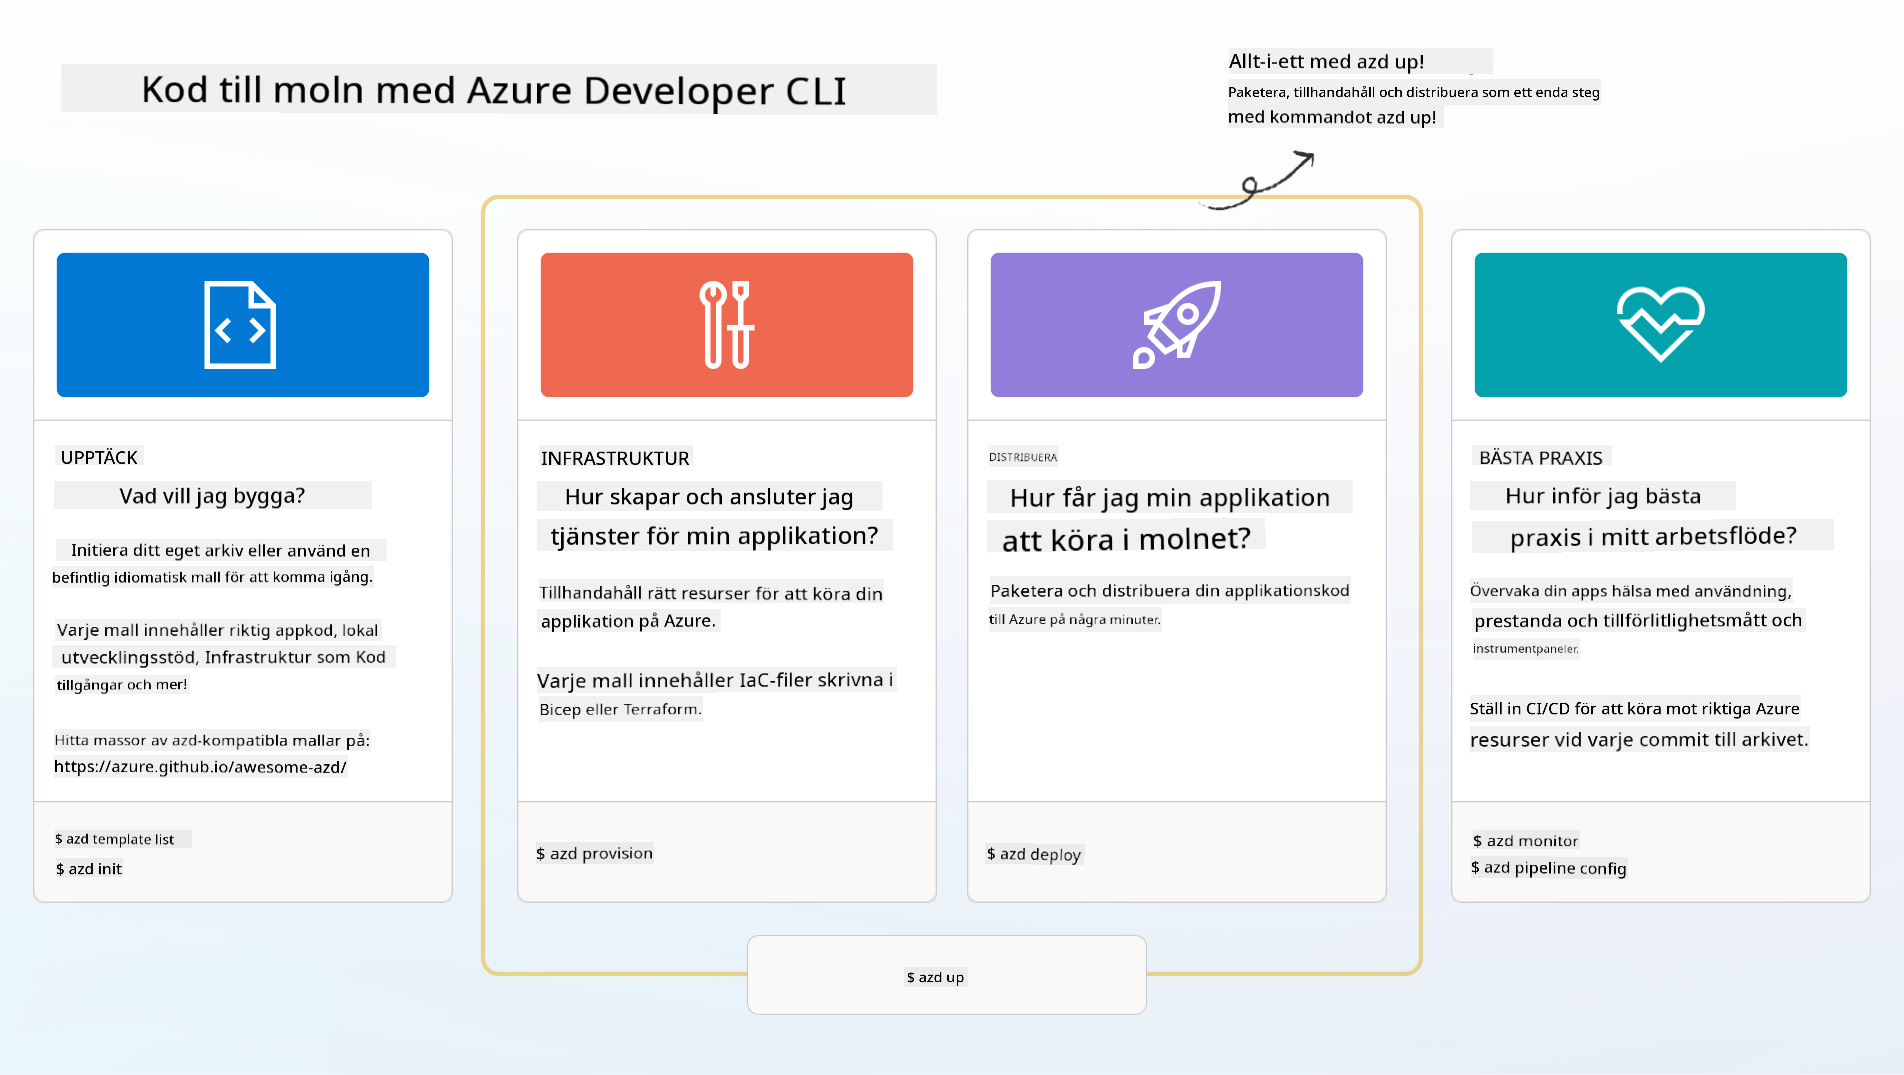 Kod till moln med Azure Developer CLI
Allt-i-ett med azd up!
Paketera, tillhandahåll och distribuera som ett enda steg
med kommandot azd up!
UPPTÄCK
Vad vill jag bygga?
Initiera ditt eget arkiv eller använd en
befintlig idiomatisk mall för att komma igång.
Varje mall innehåller riktig appkod, lokal
utvecklingsstöd, Infrastruktur som Kod
tillgångar och mer!
Hitta massor av azd-kompatibla mallar på:
https://azure.github.io/awesome-azd/
$ azd template list
$ azd init
INFRASTRUKTUR
Hur skapar och ansluter jag
tjänster för min applikation?
Tillhandahåll rätt resurser för att köra din
applikation på Azure.
Varje mall innehåller IaC-filer skrivna i
Bicep eller Terraform.
$ azd provision
DISTRIBUERA
Hur får jag min applikation
att köra i molnet?
Paketera och distribuera din applikationskod
till Azure på några minuter.
$ azd deploy
BÄSTA PRAXIS
Hur inför jag bästa
praxis i mitt arbetsflöde?
Övervaka din apps hälsa med användning,
prestanda och tillförlitlighetsmått och
instrumentpaneler.
Ställ in CI/CD för att köra mot riktiga Azure
resurser vid varje commit till arkivet.
$ azd monitor
$ azd pipeline config
$ azd up